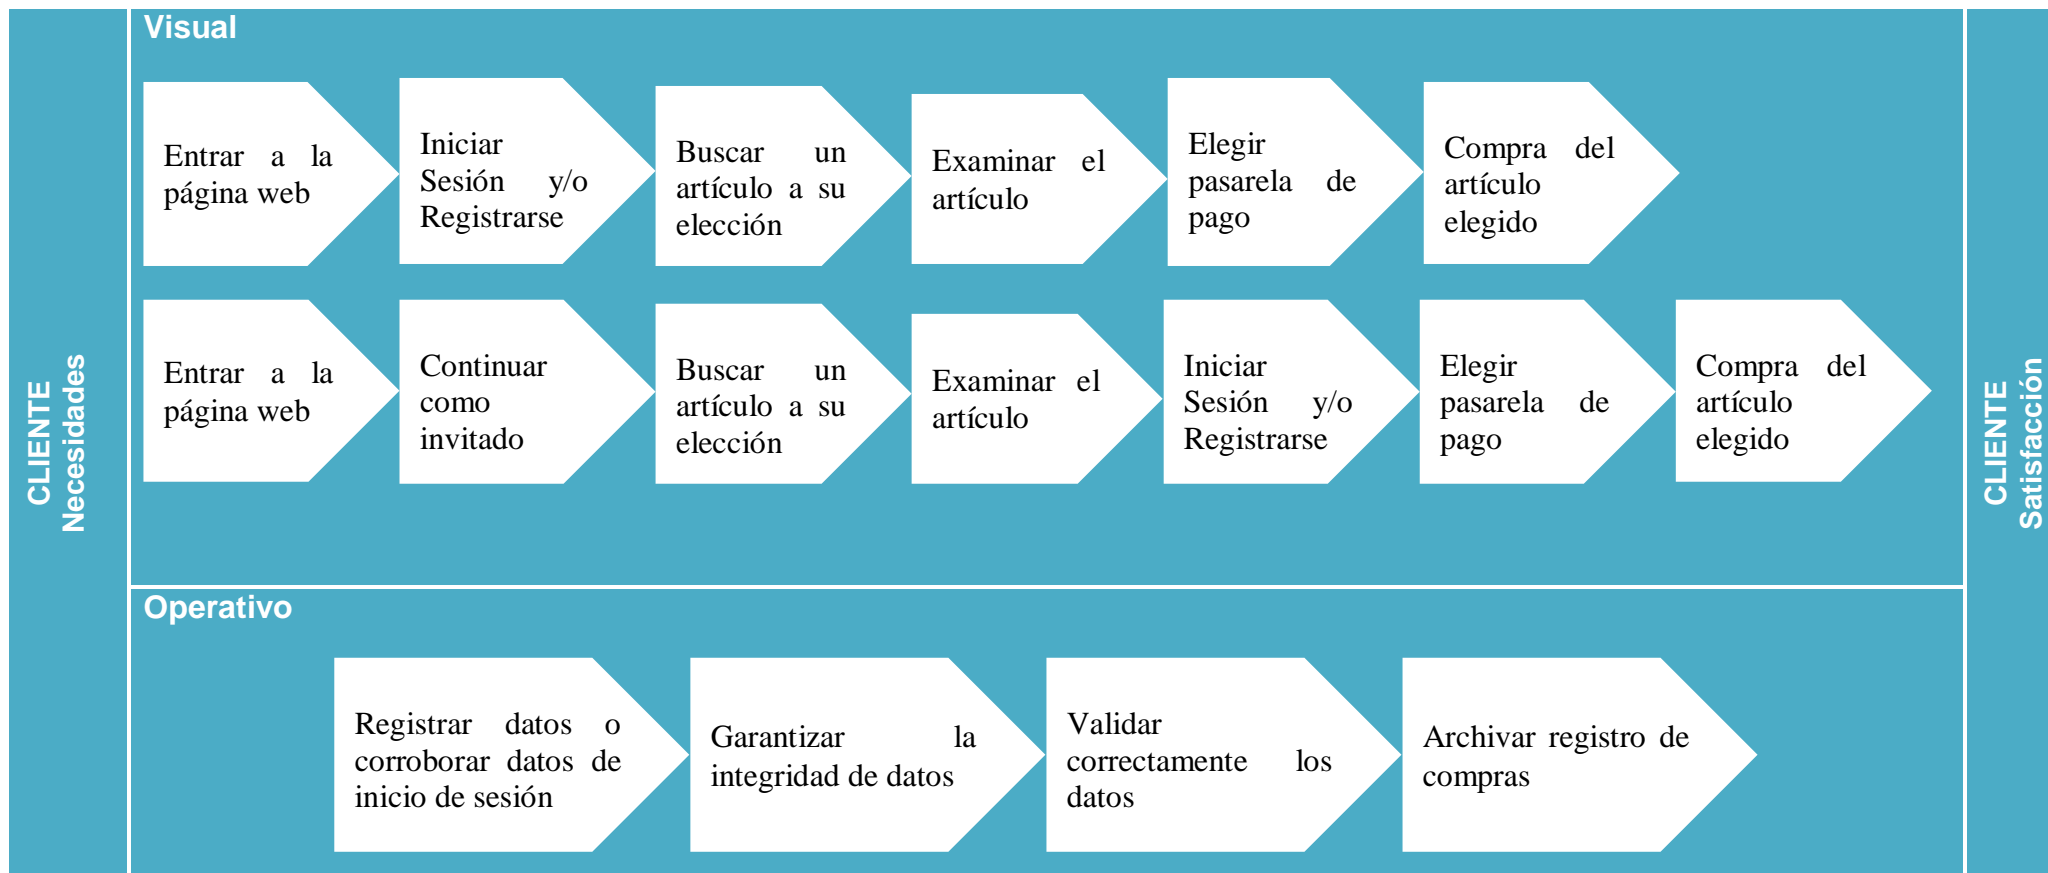 CLIENTE
Necesidades
Visual
Entrar a la
página web
Iniciar
Sesión y/o
Registrarse
Buscar un
artículo a su
elección
Examinar el
artículo
Elegir
pasarela de
pago
Compra del
artículo
elegido
Entrar a la
página web
Continuar
como
invitado
Buscar un
artículo a su
elección
Examinar el
artículo
Iniciar
Sesión y/o
Registrarse
Elegir
pasarela de
pago
Compra del
artículo
elegido
Operativo
Registrar datos o
corroborar datos de
inicio de sesión
Garantizar la
integridad de datos
Validar
correctamente los
datos
Archivar registro de
compras
CLIENTE
Satisfacción